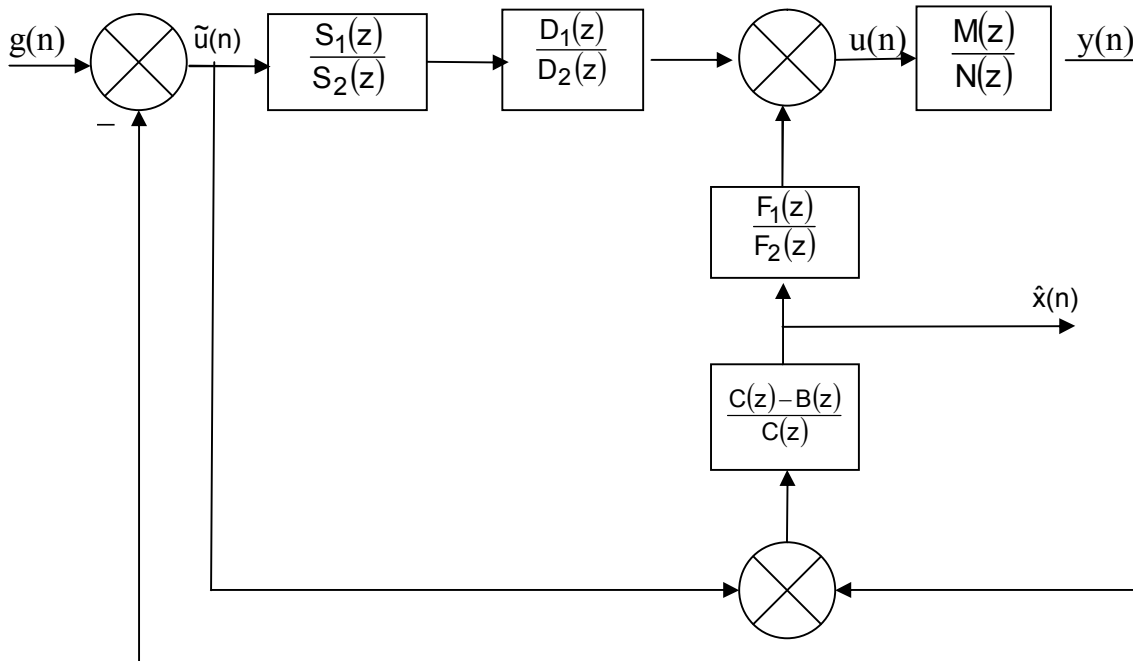 g(n)
ũ(n)
S₁(z)
S₂(z)
D₁(z)
D₂(z)
u(n)
M(z)
N(z)
y(n)
–
F₁(z)
F₂(z)
x̂(n)
C(z)−B(z)
C(z)